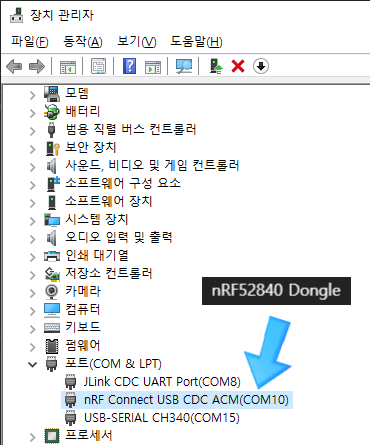 장치 관리자
파일(F) 동작(A) 보기(V) 도움말(H)
모뎀
배터리
범용 직렬 버스 컨트롤러
보안 장치
사운드, 비디오 및 게임 컨트롤러
소프트웨어 구성 요소
소프트웨어 장치
시스템 장치
오디오 입력 및 출력
인쇄 대기열
저장소 컨트롤러
카메라
nRF52840 Dongle
컴퓨터
키보드
펌웨어
포트(COM & LPT)
JLink CDC UART Port(COM8)
nRF Connect USB CDC ACM(COM10)
USB-SERIAL CH340(COM15)
프로세서